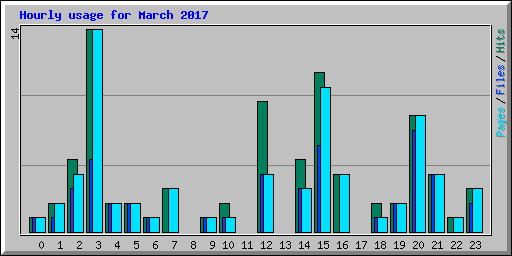 Hourly usage for March 2017
14
Pages/Files/Hits
0 1 2 3 4 5 6 7 8 9 10 11 12 13 14 15 16 17 18 19 20 21 22 23